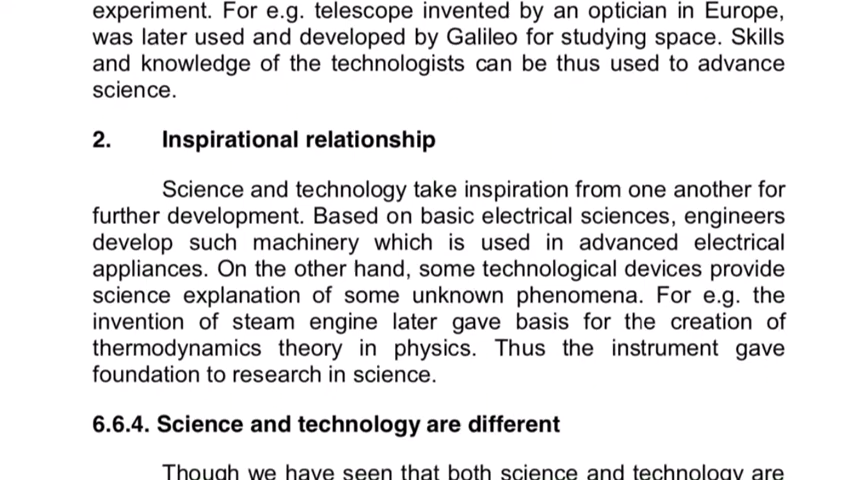 experiment. For e.g. telescope invented by an optician in Europe,
was later used and developed by Galileo for studying space. Skills
and knowledge of the technologists can be thus used to advance
science.
2. Inspirational relationship
Science and technology take inspiration from one another for
further development. Based on basic electrical sciences, engineers
develop such machinery which is used in advanced electrical
appliances. On the other hand, some technological devices provide
science explanation of some unknown phenomena. For e.g. the
invention of steam engine later gave basis for the creation of
thermodynamics theory in physics. Thus the instrument gave
foundation to research in science.
6.6.4. Science and technology are different
Though we have seen that both science and technology are